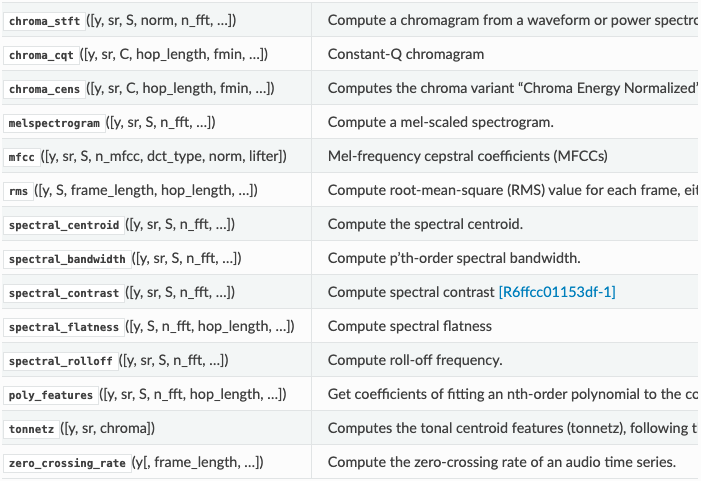 chroma_stft ([y, sr, S, norm, n_fft, ...]) Compute a chromagram from a waveform or power
chroma_cqt ([y, sr, C, hop_length, fmin, ...]) Constant-Q chromagram
chroma_cens ([y, sr, C, hop_length, fmin, ...]) Computes the chroma variant “Chroma Energy Normalized”
melspectrogram ([y, sr, S, n_fft, ...]) Compute a mel-scaled spectrogram.
mfcc ([y, sr, S, n_mfcc, dct_type, norm, lifter]) Mel-frequency cepstral coefficients (MFCCs)
rms ([y, S, frame_length, hop_length, ...]) Compute root-mean-square (RMS) value for each frame,
spectral_centroid ([y, sr, S, n_fft, ...]) Compute the spectral centroid.
spectral_bandwidth ([y, sr, S, n_fft, ...]) Compute p’th-order spectral bandwidth.
spectral_contrast ([y, sr, S, n_fft, ...]) Compute spectral contrast [R6ffcc01153df-1]
spectral_flatness ([y, S, n_fft, hop_length, ...]) Compute spectral flatness
spectral_rolloff ([y, sr, S, n_fft, ...]) Compute roll-off frequency.
poly_features ([y, sr, S, n_fft, hop_length, ...]) Get coefficients of fitting an nth-order polynomial to the
tonnetz ([y, sr, chroma]) Computes the tonal centroid features (tonnetz), following
zero_crossing_rate (y[, frame_length, ...]) Compute the zero-crossing rate of an audio time series.